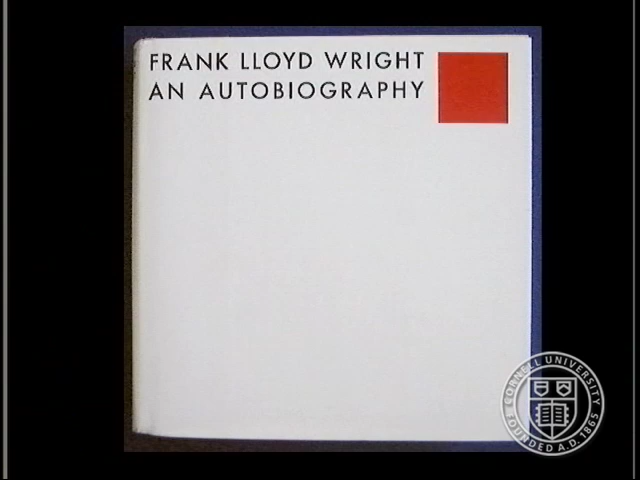 FRANK LLOYD WRIGHT
AN AUTOBIOGRAPHY
CORNELL UNIVERSITY
FOUNDED A.D. 1865